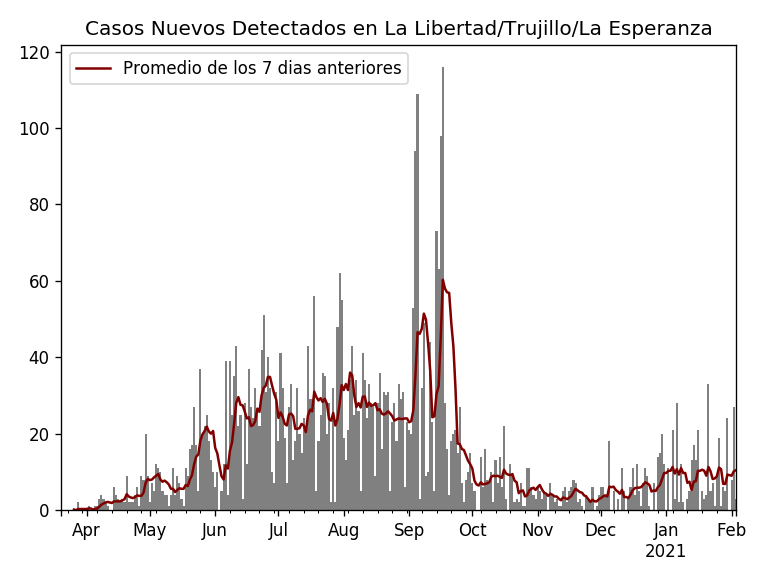 Casos Nuevos Detectados en La Libertad/Trujillo/La Esperanza
Promedio de los 7 dias anteriores
120
100
80
60
40
20
0
Apr May Jun Jul Aug Sep Oct Nov Dec Jan Feb
2021